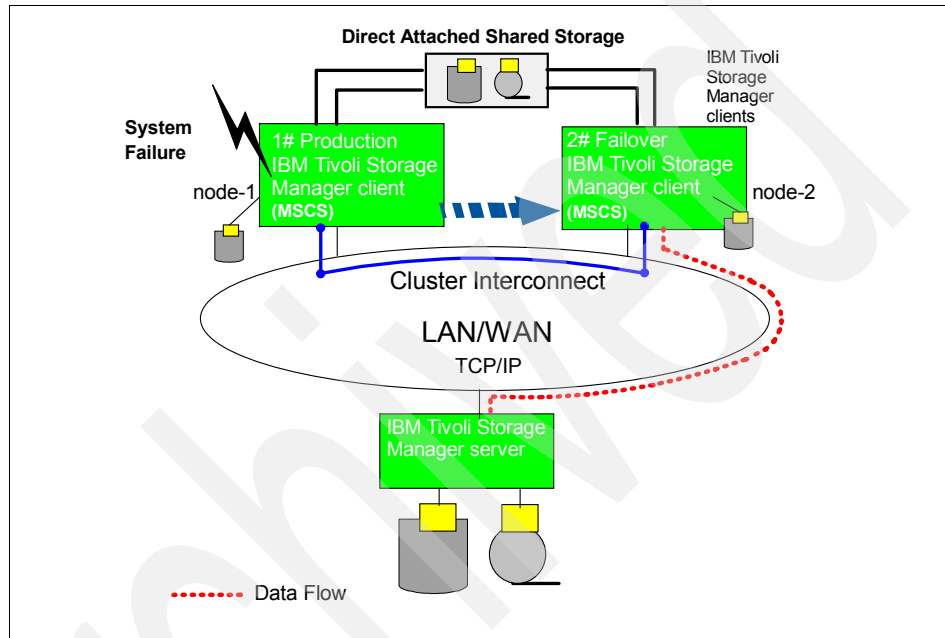 Direct Attached Shared Storage
IBM Tivoli
Storage
Manager
clients
System
Failure
1# Production
IBM Tivoli Storage
Manager client
(MSCS)
2# Failover
IBM Tivoli Storage
Manager client
(MSCS)
node-1
node-2
Cluster Interconnect
LAN/WAN
TCP/IP
IBM Tivoli Storage
Manager server
Data Flow